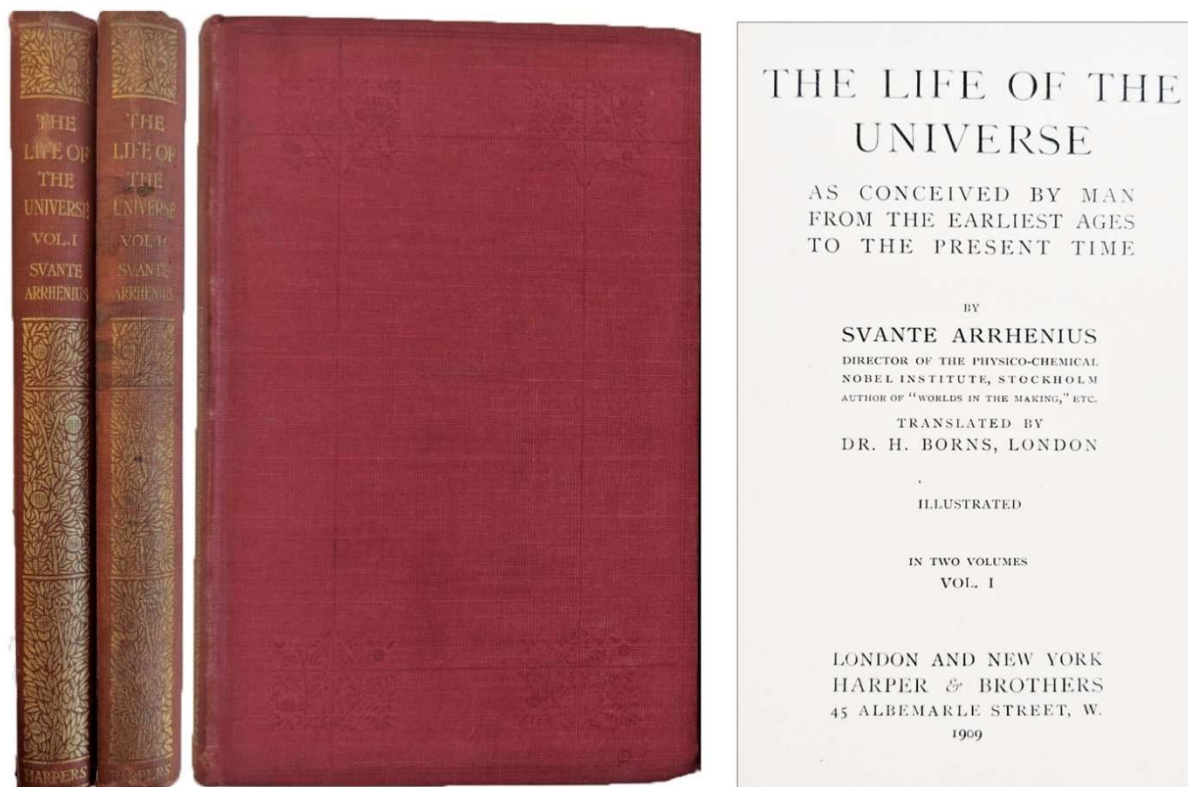 THE
LIFE OF
THE
UNIVERSE
VOL. I
SVANTE
ARRHENIUS
HARPERS
THE
LIFE OF
THE
UNIVERSE
VOL. II
SVANTE
ARRHENIUS
HARPERS
THE LIFE OF THE
UNIVERSE
AS CONCEIVED BY MAN
FROM THE EARLIEST AGES
TO THE PRESENT TIME
BY
SVANTE ARRHENIUS
DIRECTOR OF THE PHYSICO-CHEMICAL
NOBEL INSTITUTE, STOCKHOLM
AUTHOR OF "WORLDS IN THE MAKING," ETC.
TRANSLATED BY
DR. H. BORNS, LONDON
ILLUSTRATED
IN TWO VOLUMES
VOL. I
LONDON AND NEW YORK
HARPER & BROTHERS
45 ALBEMARLE STREET, W.
1909